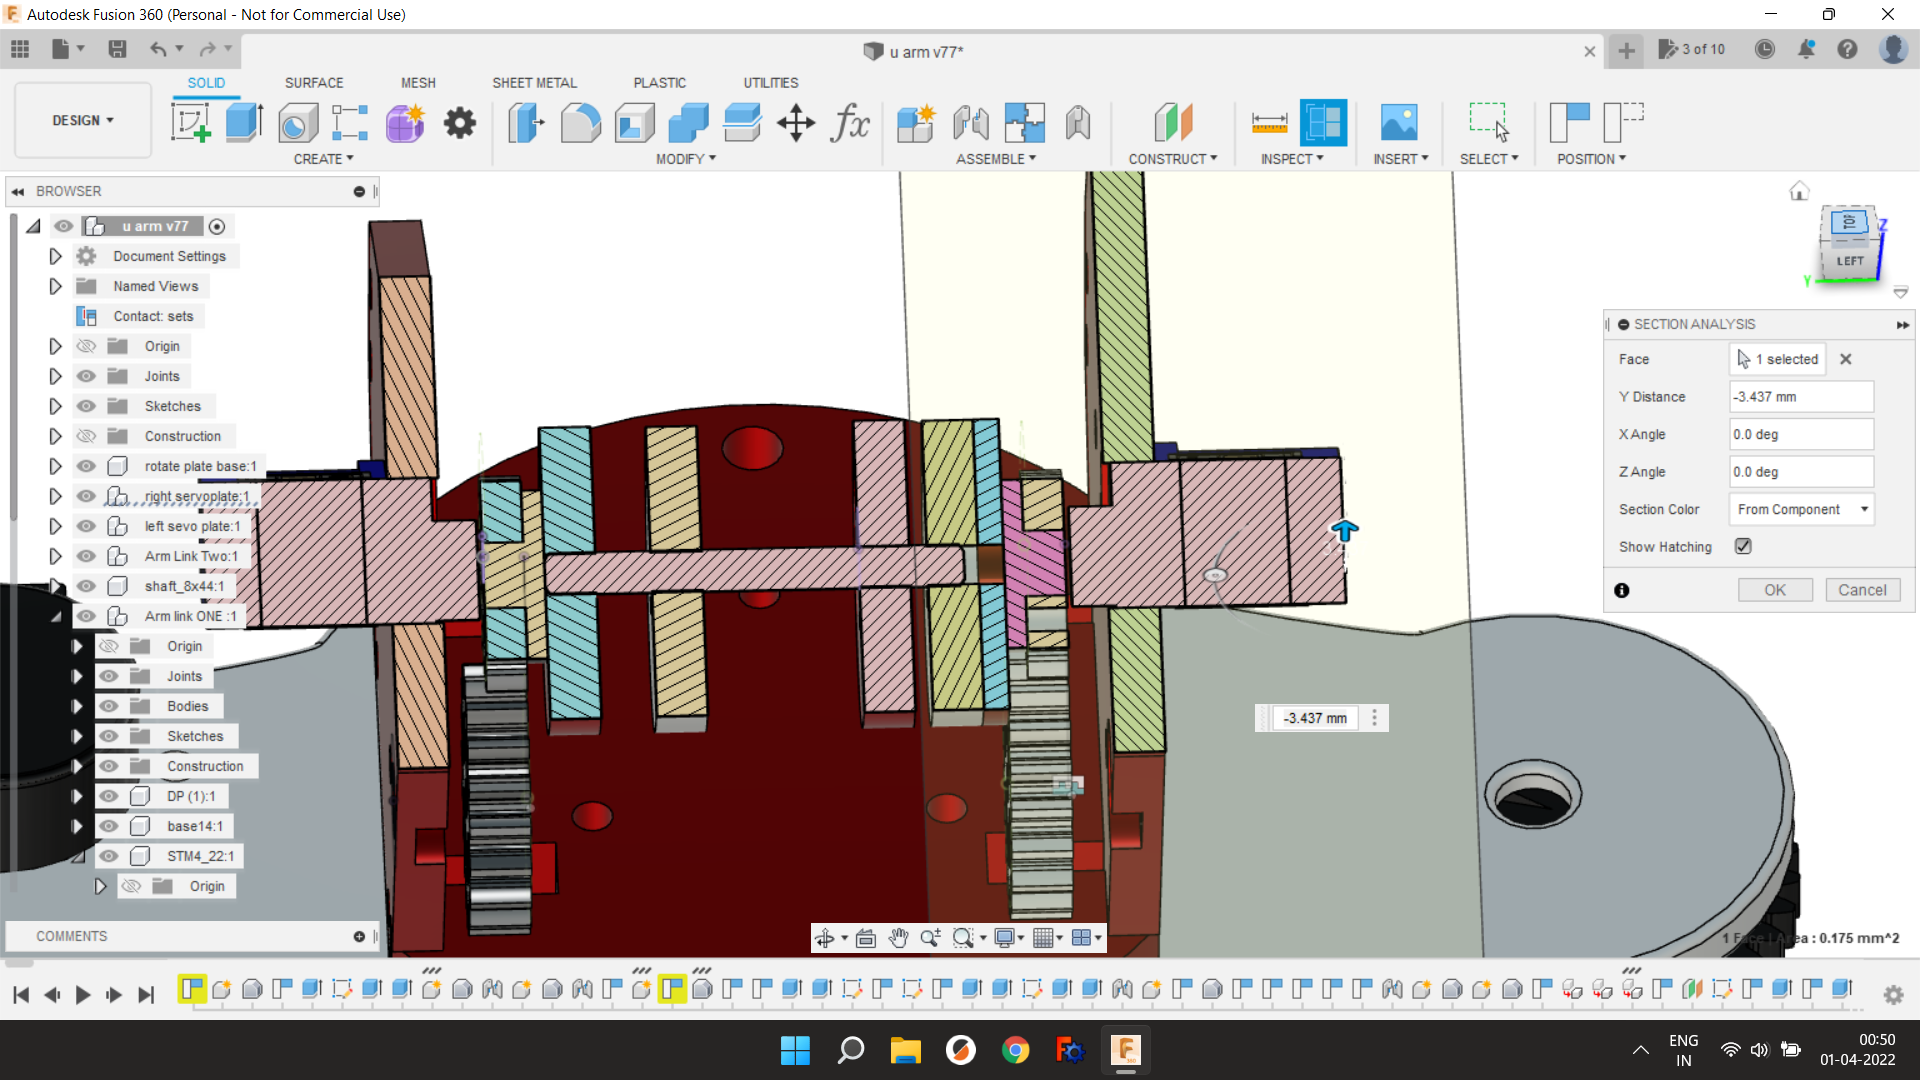 Autodesk Fusion 360 (Personal - Not for Commercial Use)
u arm v77*
3 of 10
SOLID
SURFACE
MESH
SHEET METAL
PLASTIC
UTILITIES
DESIGN
CREATE
MODIFY
ASSEMBLE
CONSTRUCT
INSPECT
INSERT
SELECT
POSITION
BROWSER
u arm v77
Document Settings
Named Views
Contact: sets
Origin
Joints
Sketches
Construction
rotate plate base:1
right servoplate:1
left sevo plate:1
Arm Link Two:1
shaft_8x44:1
Arm link ONE :1
Origin
Joints
Bodies
Sketches
Construction
DP (1):1
base14:1
STM4_22:1
Origin
COMMENTS
TOP
LEFT
Z
Y
SECTION ANALYSIS
Face
1 selected
Y Distance
-3.437 mm
X Angle
0.0 deg
Z Angle
0.0 deg
Section Color
From Component
Show Hatching
OK
Cancel
-3.437 mm
1 Face | Area : 0.175 mm^2
ENG
IN
00:50
01-04-2022